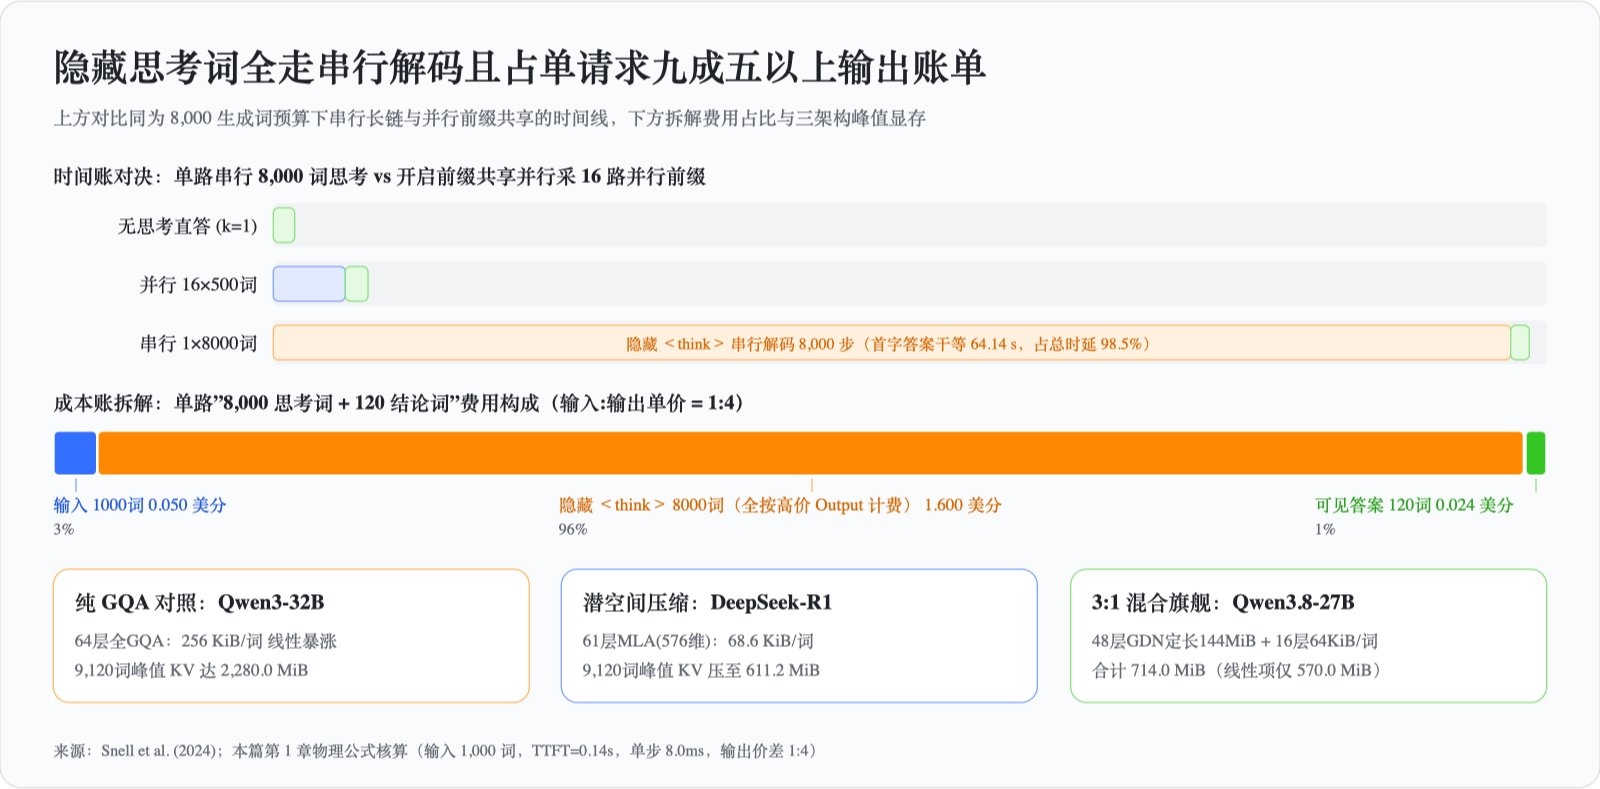 隐藏思考词全走串行解码且占单请求九成五以上输出账单
上方对比同为 8,000 生成词预算下串行长链与并行前缀共享的时间线，下方拆解费用占比与三架构峰值显存
时间账对决：单路串行 8,000 词思考 vs 开启前缀共享并行采 16 路并行前缀
无思考直答 (k=1)
并行 16×500词
串行 1×8000词
隐藏 <think> 串行解码 8,000 步（首字答案干等 64.14 s，占总时延 98.5%）
成本账拆解：单路”8,000 思考词 + 120 结论词”费用构成（输入:输出单价 = 1:4）
输入 1000词 0.050 美分
3%
隐藏 <think> 8000词（全按高价 Output 计费） 1.600 美分
96%
可见答案 120词 0.024 美分
1%
纯 GQA 对照：Qwen3-32B
64层全GQA：256 KiB/词 线性暴涨
9,120词峰值 KV 达 2,280.0 MiB
潜空间压缩：DeepSeek-R1
61层MLA(576维)：68.6 KiB/词
9,120词峰值 KV 压至 611.2 MiB
3:1 混合旗舰：Qwen3.8-27B
48层GDN定长144MiB + 16层64KiB/词
合计 714.0 MiB（线性项仅 570.0 MiB）
来源：Snell et al. (2024)；本篇第 1 章物理公式核算（输入 1,000 词，TTFT=0.14s，单步 8.0ms，输出价差 1:4）